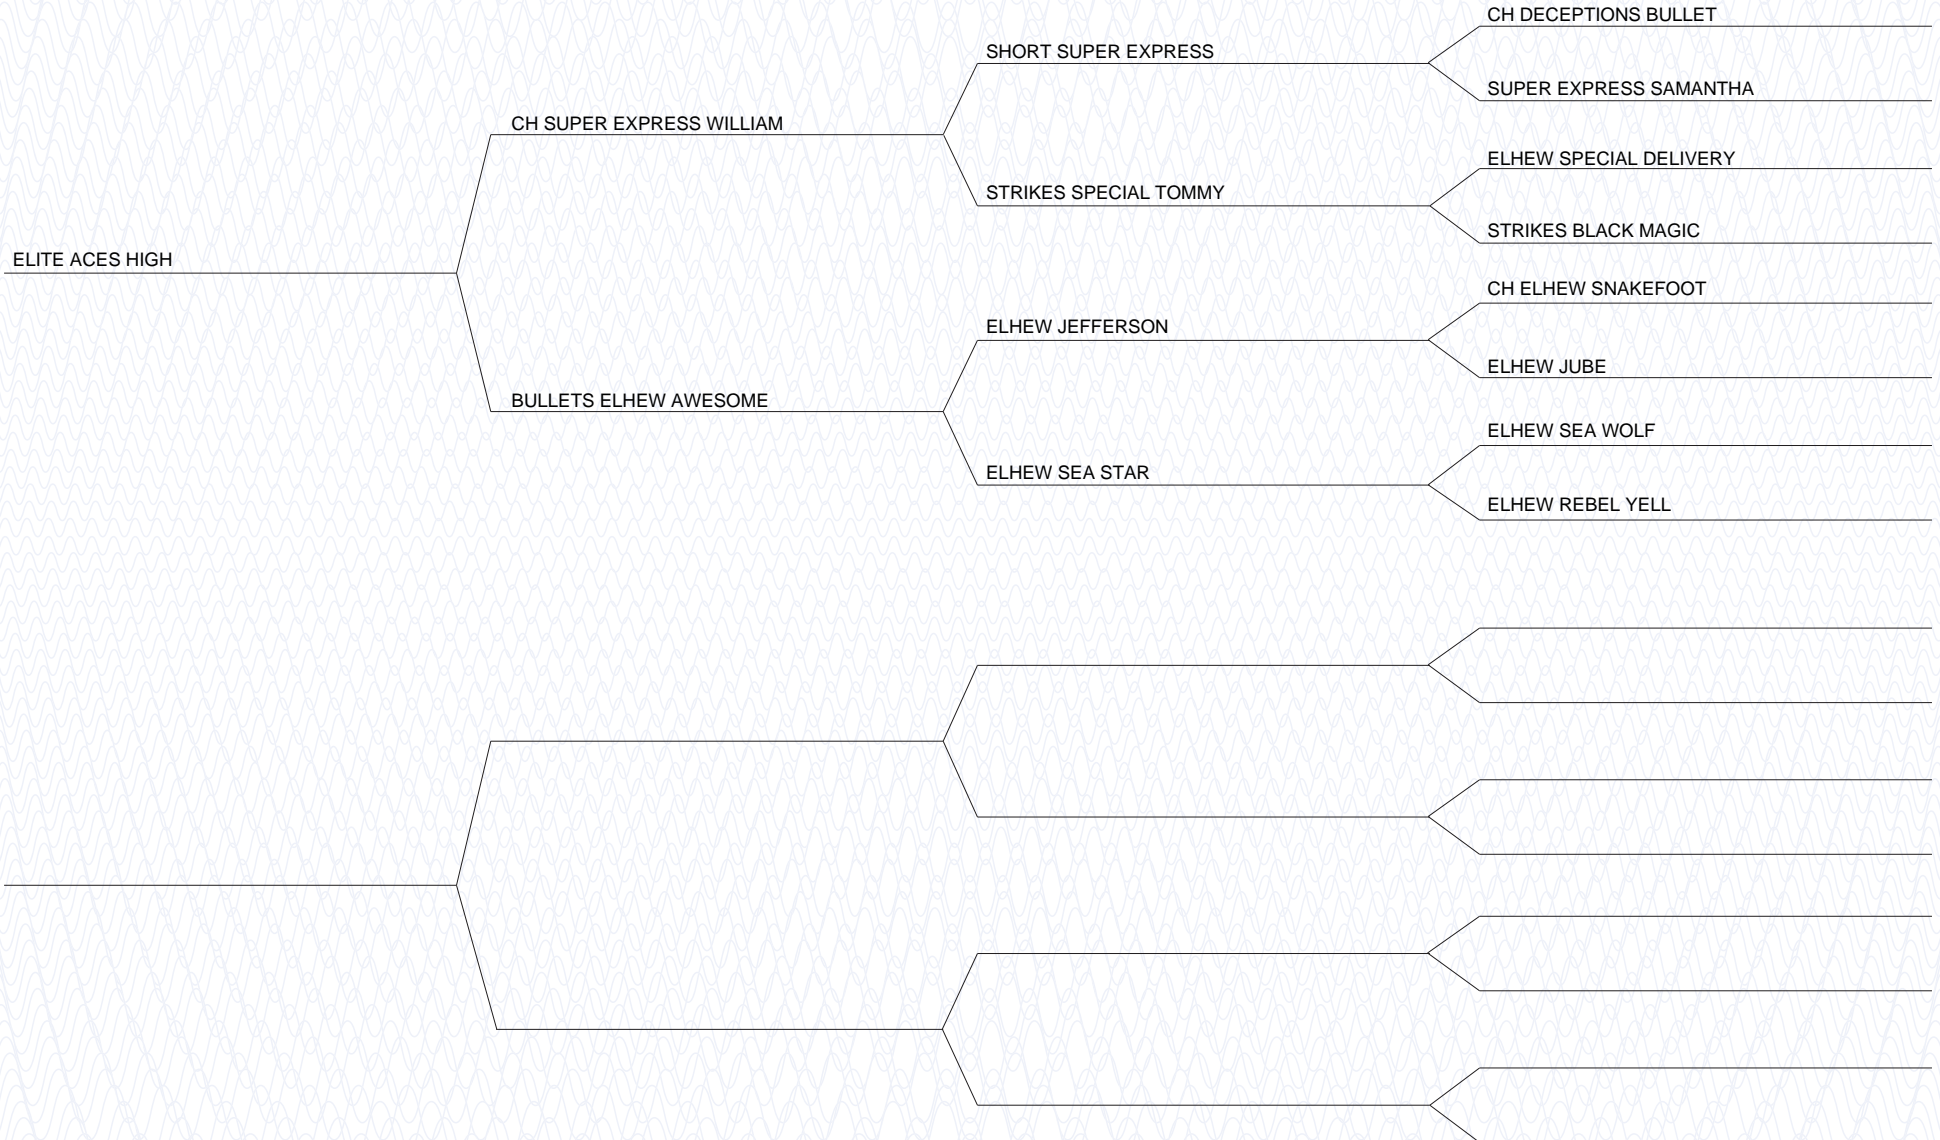 CH DECEPTIONS BULLET
SHORT SUPER EXPRESS
SUPER EXPRESS SAMANTHA
CH SUPER EXPRESS WILLIAM
ELHEW SPECIAL DELIVERY
STRIKES SPECIAL TOMMY
STRIKES BLACK MAGIC
ELITE ACES HIGH
CH ELHEW SNAKEFOOT
ELHEW JEFFERSON
ELHEW JUBE
BULLETS ELHEW AWESOME
ELHEW SEA WOLF
ELHEW SEA STAR
ELHEW REBEL YELL